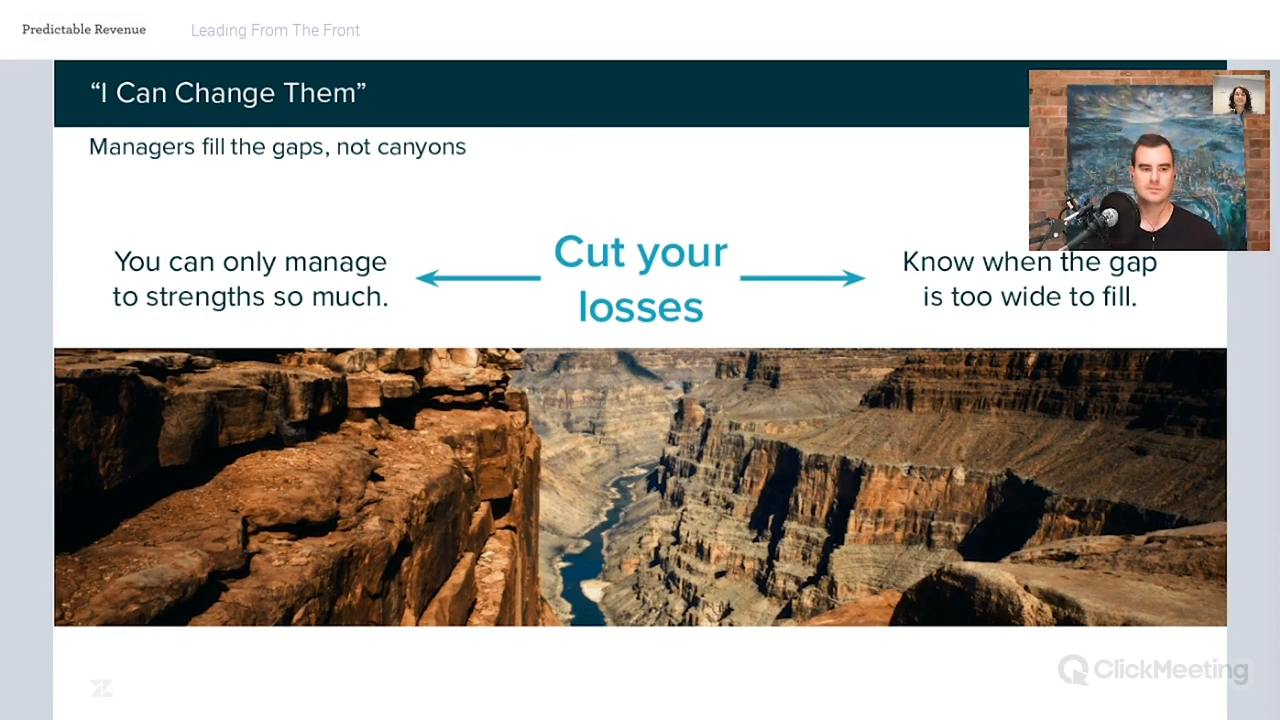 Predictable Revenue
Leading From The Front
“I Can Change Them”
Managers fill the gaps, not canyons
You can only manage
to strengths so much.
Cut your
losses
Know when the gap
is too wide to fill.
ClickMeeting